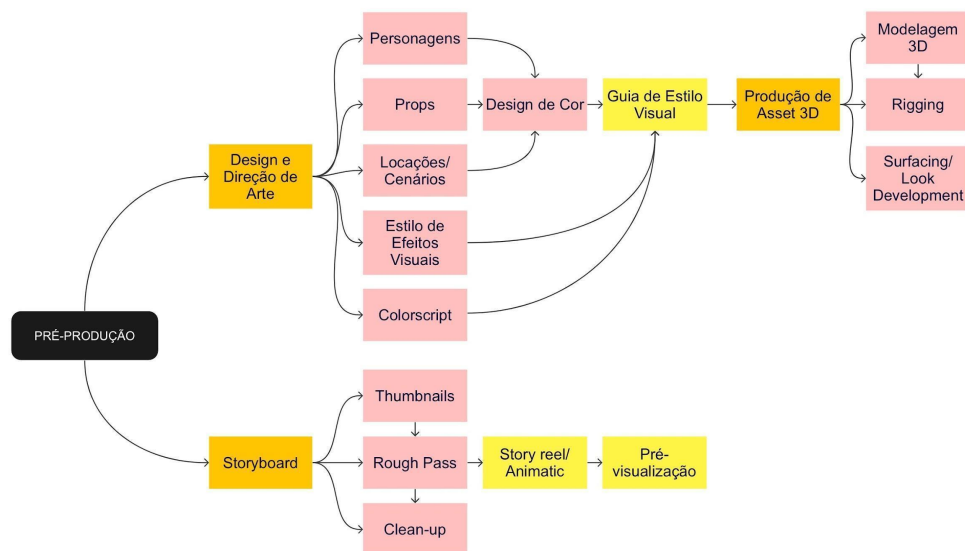 PRÉ-PRODUÇÃO
Design e
Direção de
Arte
Personagens
Props
Locações/
Cenários
Estilo de
Efeitos
Visuais
Colorscript
Design de Cor
Guia de Estilo
Visual
Produção de
Asset 3D
Modelagem
3D
Rigging
Surfacing/
Look
Development
Storyboard
Thumbnails
Rough Pass
Clean-up
Story reel/
Animatic
Pré-
visualização